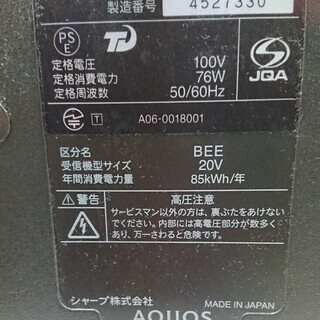 製造番号 4527330
PS E TD JQA
定格電圧 100V
定格消費電力 76W
定格周波数 50/60Hz
T A06-0018001
区分名 BEE
受信機型サイズ 20V
年間消費電力量 85kWh/年
⚠警告 高圧注意
サービスマン以外の方は、裏ぶたをあけない
でください。内部には高電圧部分が数多く
あり、万一さわると危険です。
シャープ株式会社 MADE IN JAPAN
AQUOS